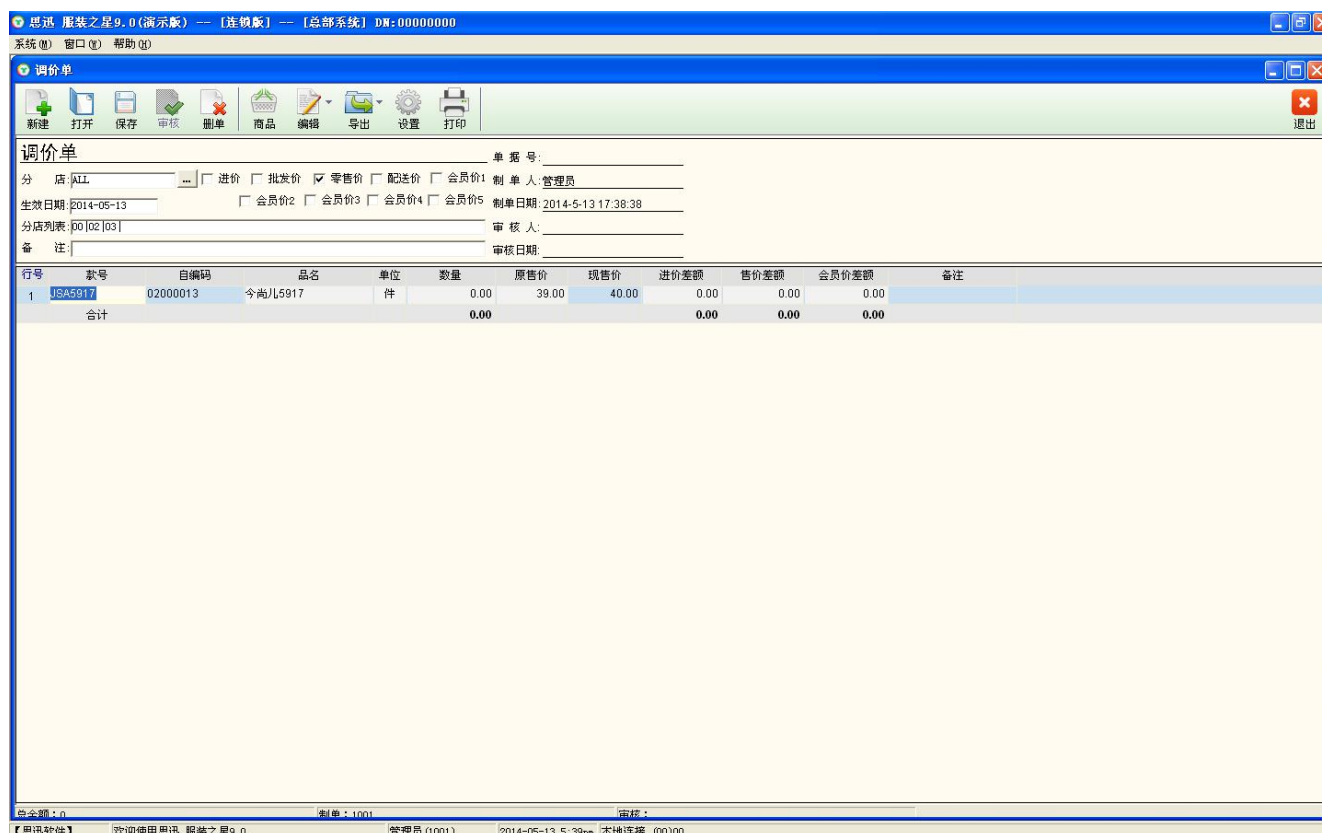 思迅 服装之星9.0(演示版) -- [连锁版] -- [总部系统] DN:00000000
系统(M) 窗口(W) 帮助(H)
调价单
新建 打开 保存 审核 删单 商品 编辑 导出 设置 打印 退出
调价单 单 据 号:
分 店:ALL ... 进价 批发价 零售价 配送价 会员价1 制 单 人:管理员
生效日期:2014-05-13 会员价2 会员价3 会员价4 会员价5 制单日期:2014-5-13 17:38:38
分店列表:00|02|03| 审 核 人:
备 注: 审核日期:
行号 款号 自编码 品名 单位 数量 原售价 现售价 进价差额 售价差额 会员价差额 备注
1 JSA5917 02000013 今尚儿5917 件 0.00 39.00 40.00 0.00 0.00 0.00
合计 0.00 0.00 0.00 0.00
总金额:0 制单:1001 审核:
【思迅软件】 欢迎使用思迅 服装之星9.0 管理员(1001) 2014-05-13 5:39pm 本地连接 (00)00